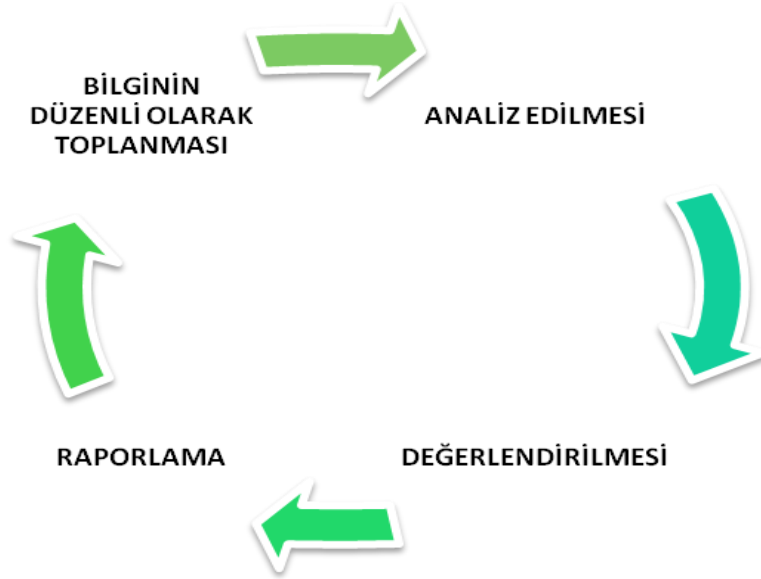 BİLGİNİN
DÜZENLİ OLARAK
TOPLANMASI
ANALİZ EDİLMESİ
DEĞERLENDİRİLMESİ
RAPORLAMA